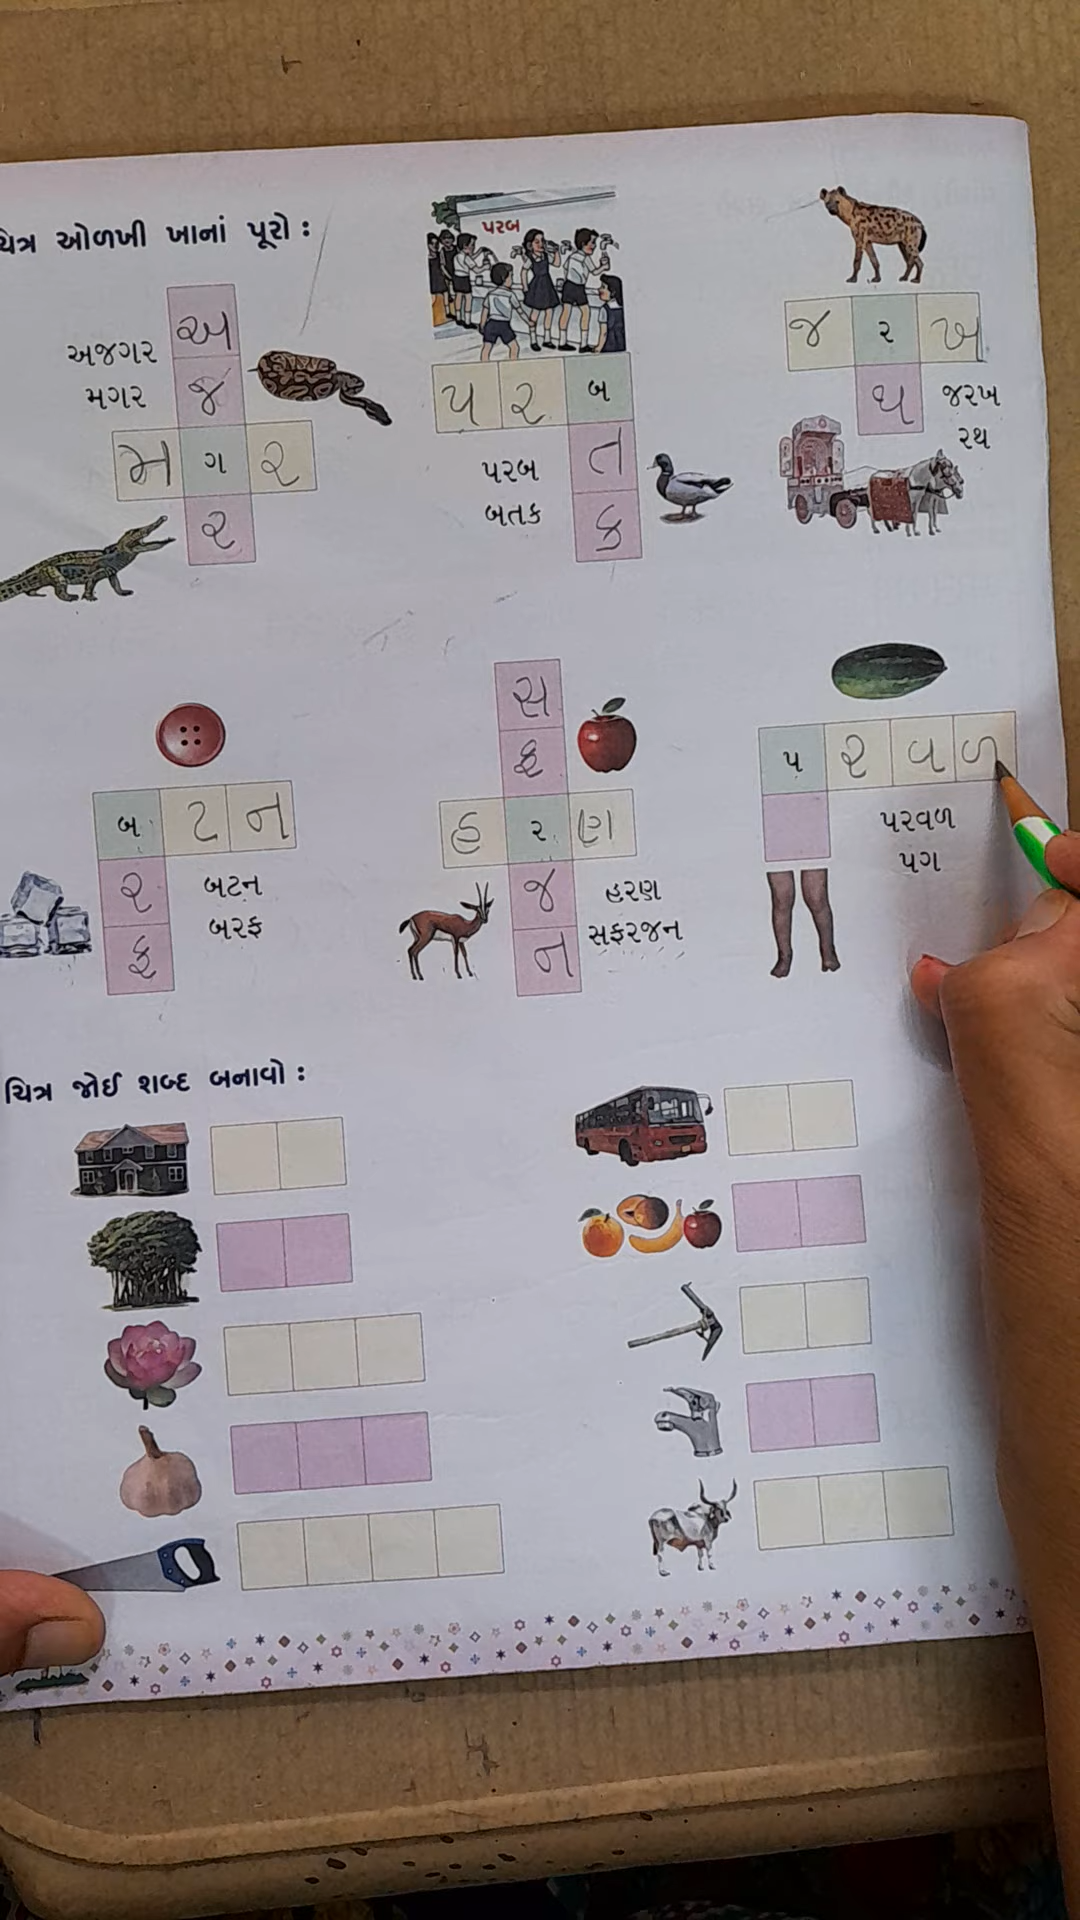 ચિત્ર ઓળખી ખાનાં પૂરો :
પરબ
અ
જ
મ ગ ર
ર
અજગર
મગર
પ ર બ
ત
ક
પરબ
બતક
જ ર ખ
થ
જરખ
રથ
બ ટ ન
ર
ફ
બટન
બરફ
સ
ફ
હ ર ણ
જ
ન
હરણ
સફરજન
પ ર વ ળ
પરવળ
પગ
ચિત્ર જોઈ શબ્દ બનાવો :